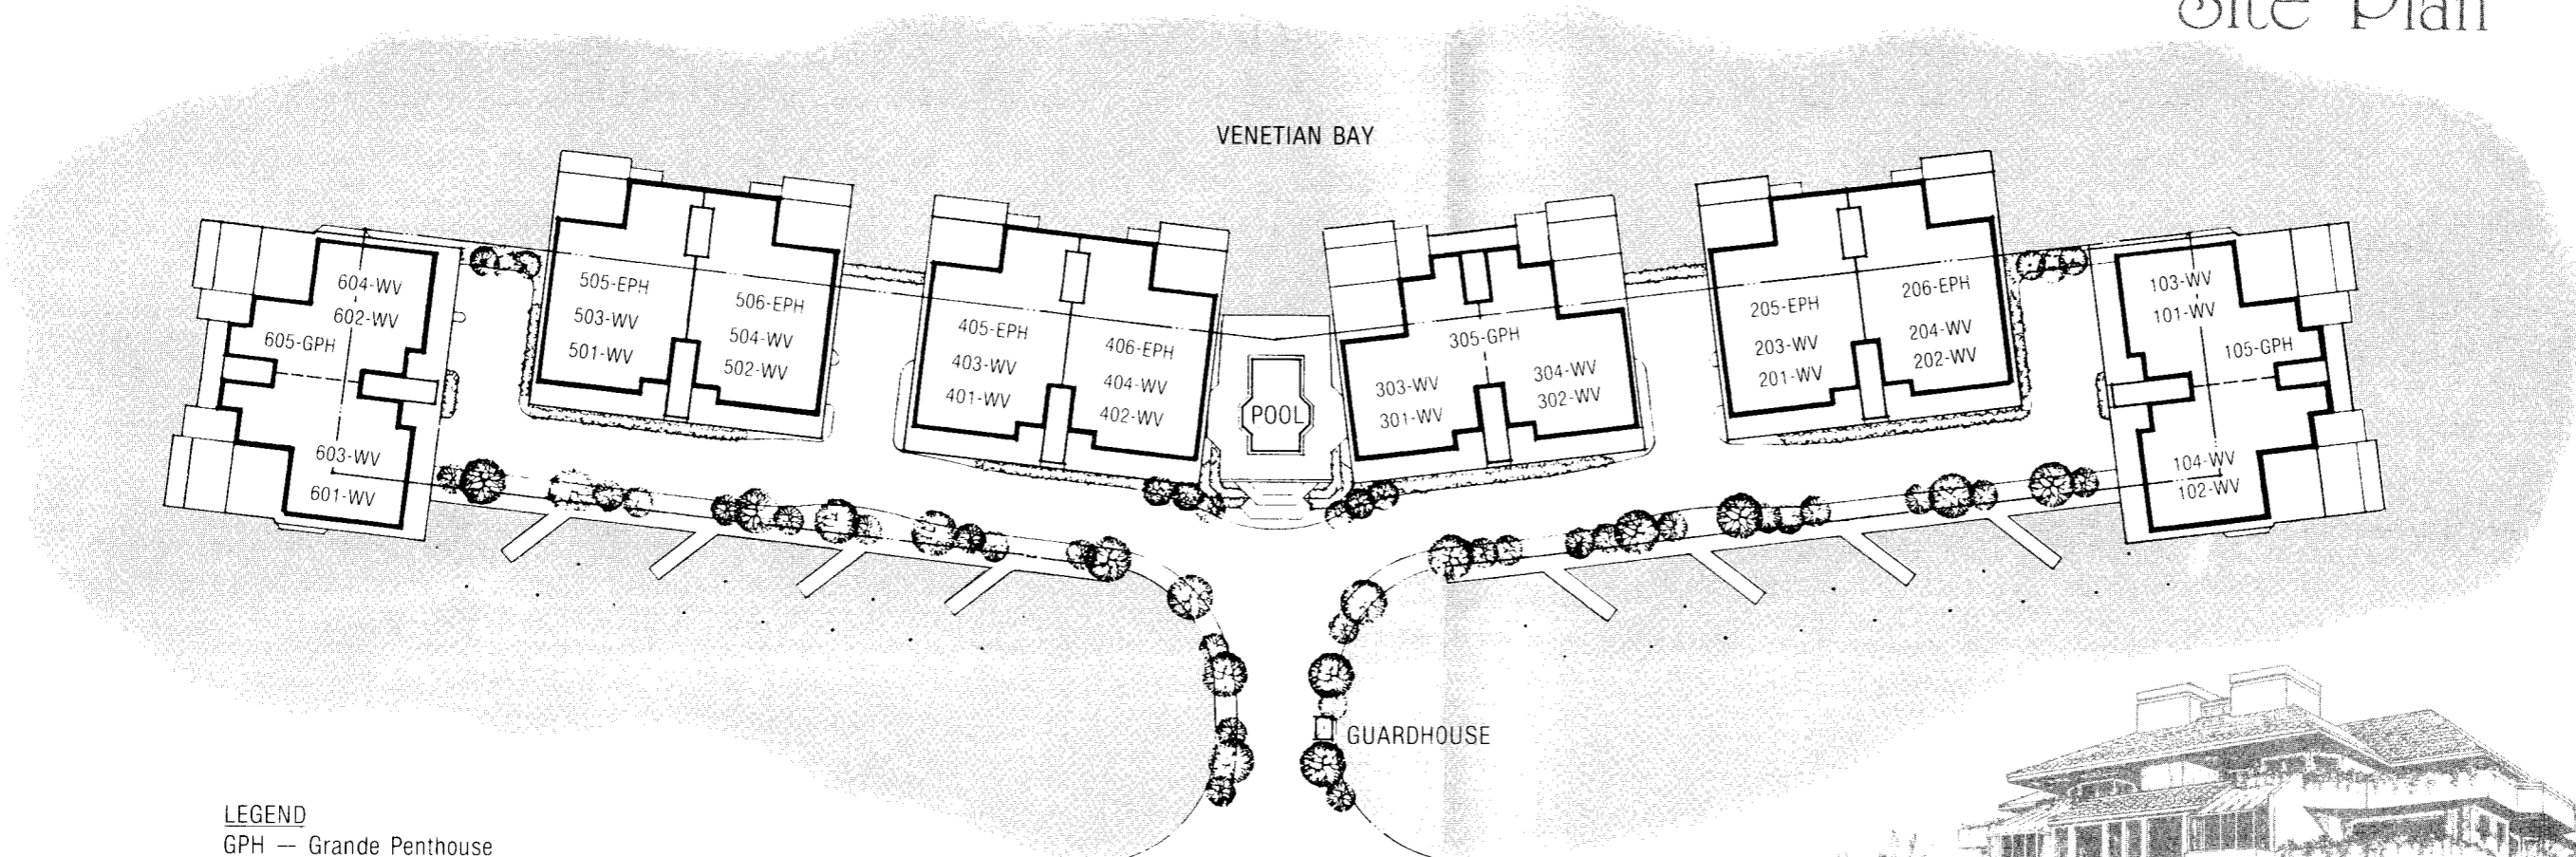 Site Plan
VENETIAN BAY
604-WV
602-WV
605-GPH
603-WV
601-WV
505-EPH
503-WV
501-WV
506-EPH
504-WV
502-WV
405-EPH
403-WV
401-WV
406-EPH
404-WV
402-WV
POOL
305-GPH
303-WV
301-WV
304-WV
302-WV
205-EPH
203-WV
201-WV
206-EPH
204-WV
202-WV
103-WV
101-WV
105-GPH
104-WV
102-WV
GUARDHOUSE
LEGEND
GPH — Grande Penthouse